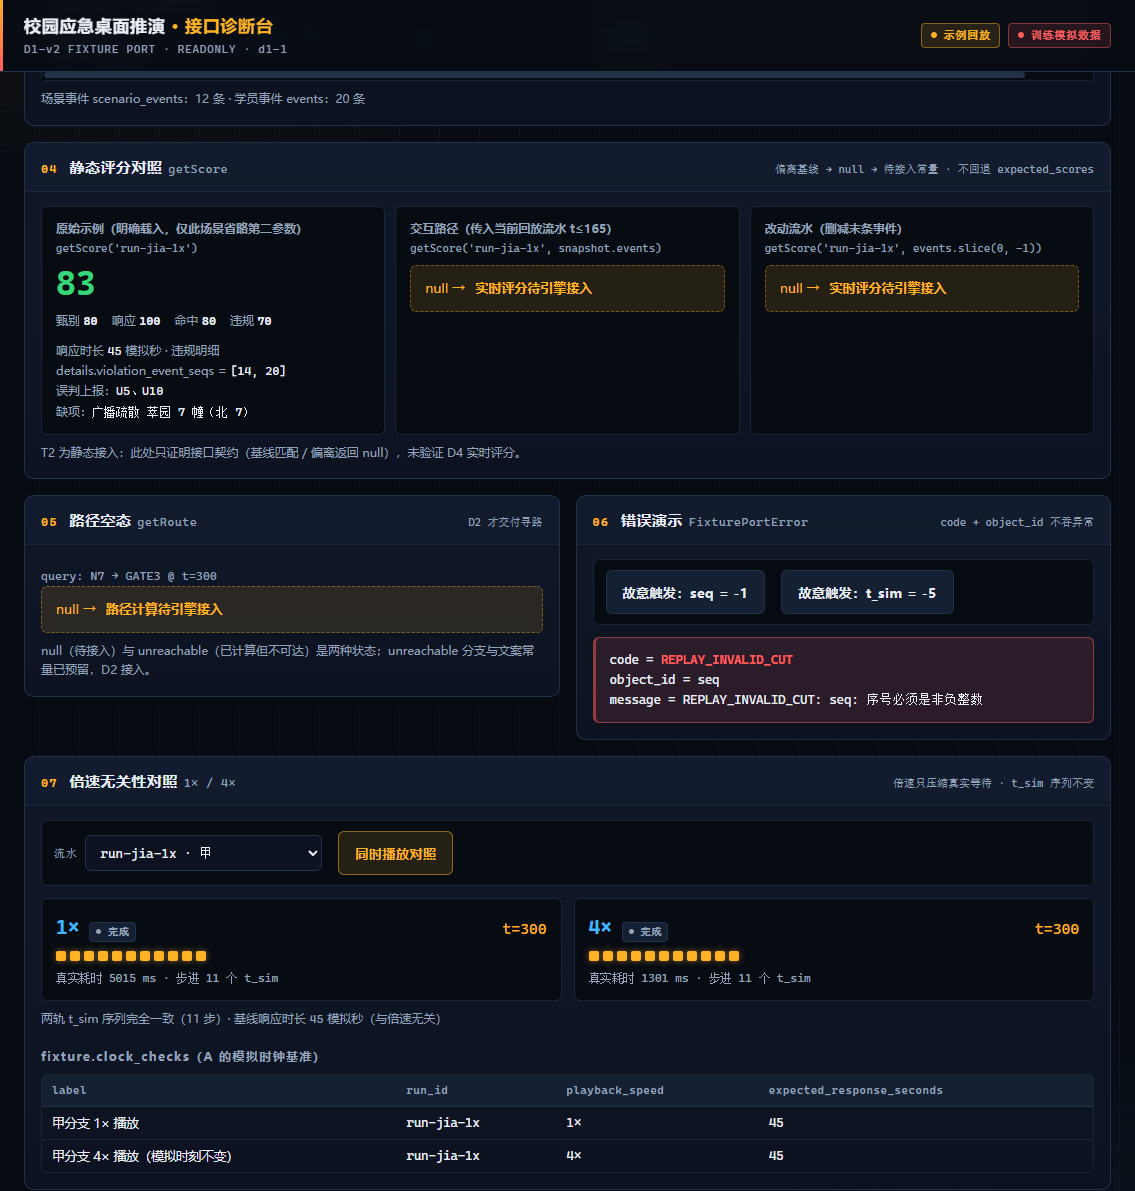 校园应急桌面推演·接口诊断台
D1-v2 FIXTURE PORT · READONLY · d1-1
示例回放
训练模拟数据
场景事件 scenario_events：12 条 · 学员事件 events：20 条
04 静态评分对照 getScore
偏离基线 → null → 待接入常量 · 不回退 expected_scores
原始示例（明确载入，仅此场景省略第二参数）
getScore('run-jia-1x')
83
甄别 80 响应 100 命中 80 违规 70
响应时长 45 模拟秒 · 违规明细
details.violation_event_seqs = [14, 20]
误判上报：U5、U10
缺项：广播疏散 萃园 7 幢（北 7）
交互路径（传入当前回放流水 t≤165）
getScore('run-jia-1x', snapshot.events)
null → 实时评分待引擎接入
改动流水（删减末条事件）
getScore('run-jia-1x', events.slice(0, -1))
null → 实时评分待引擎接入
T2 为静态接入：此处只证明接口契约（基线匹配 / 偏离返回 null），未验证 D4 实时评分。
05 路径空态 getRoute
D2 才交付寻路
query: N7 → GATE3 @ t=300
null → 路径计算待引擎接入
null（待接入）与 unreachable（已计算但不可达）是两种状态；unreachable 分支与文案常
量已预留，D2 接入。
06 错误演示 FixturePortError
code + object_id 不吞异常
故意触发：seq = -1
故意触发：t_sim = -5
code = REPLAY_INVALID_CUT
object_id = seq
message = REPLAY_INVALID_CUT: seq: 序号必须是非负整数
07 倍速无关性对照 1× / 4×
倍速只压缩真实等待 · t_sim 序列不变
流水 run-jia-1x · 甲
同时播放对照
1× 完成 t=300
真实耗时 5015 ms · 步进 11 个 t_sim
4× 完成 t=300
真实耗时 1301 ms · 步进 11 个 t_sim
两轨 t_sim 序列完全一致（11 步）· 基线响应时长 45 模拟秒（与倍速无关）
fixture.clock_checks（A 的模拟时钟基准）
label run_id playback_speed expected_response_seconds
甲分支 1× 播放 run-jia-1x 1× 45
甲分支 4× 播放（模拟时刻不变） run-jia-1x 4× 45